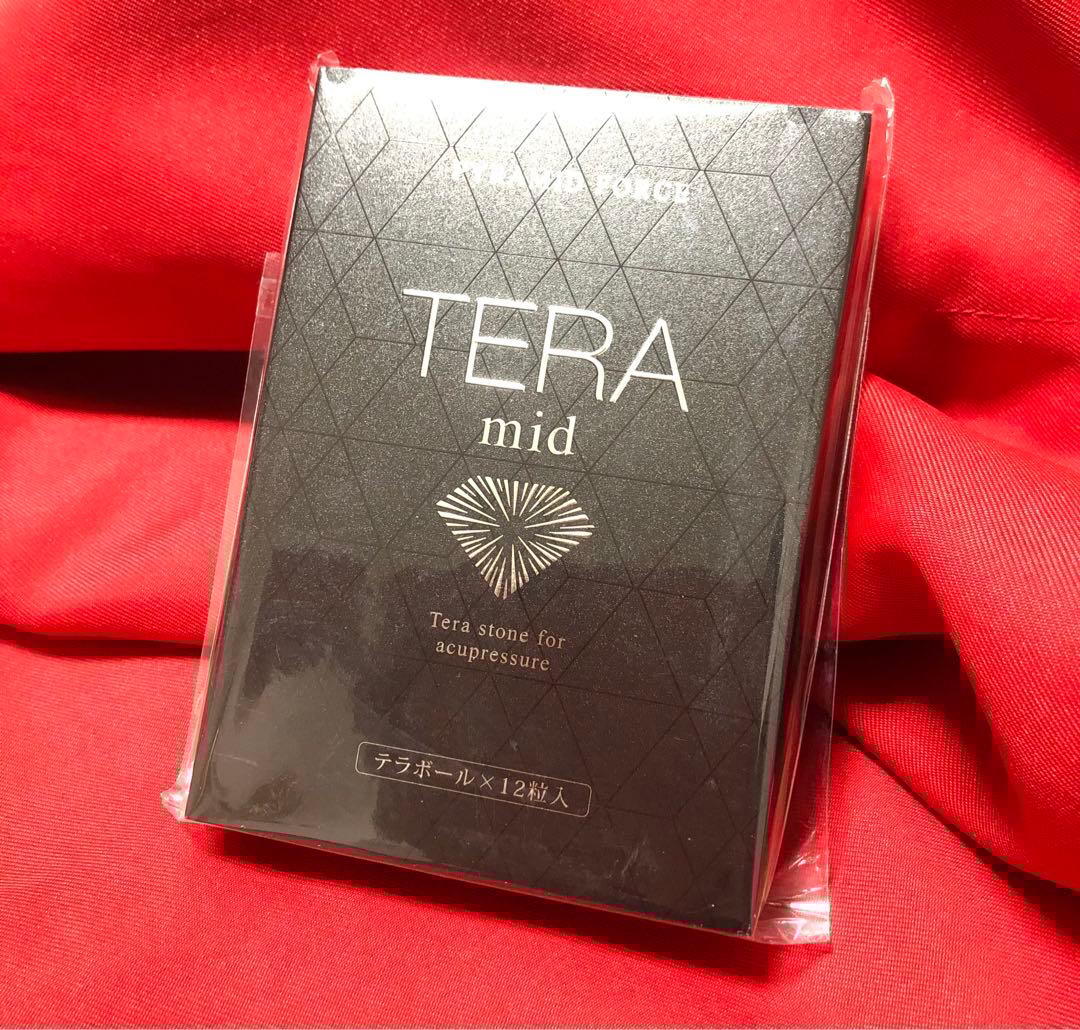 PYRAMID FORCE
TERA
mid
Tera stone for
acupressure
テラボール×12粒入